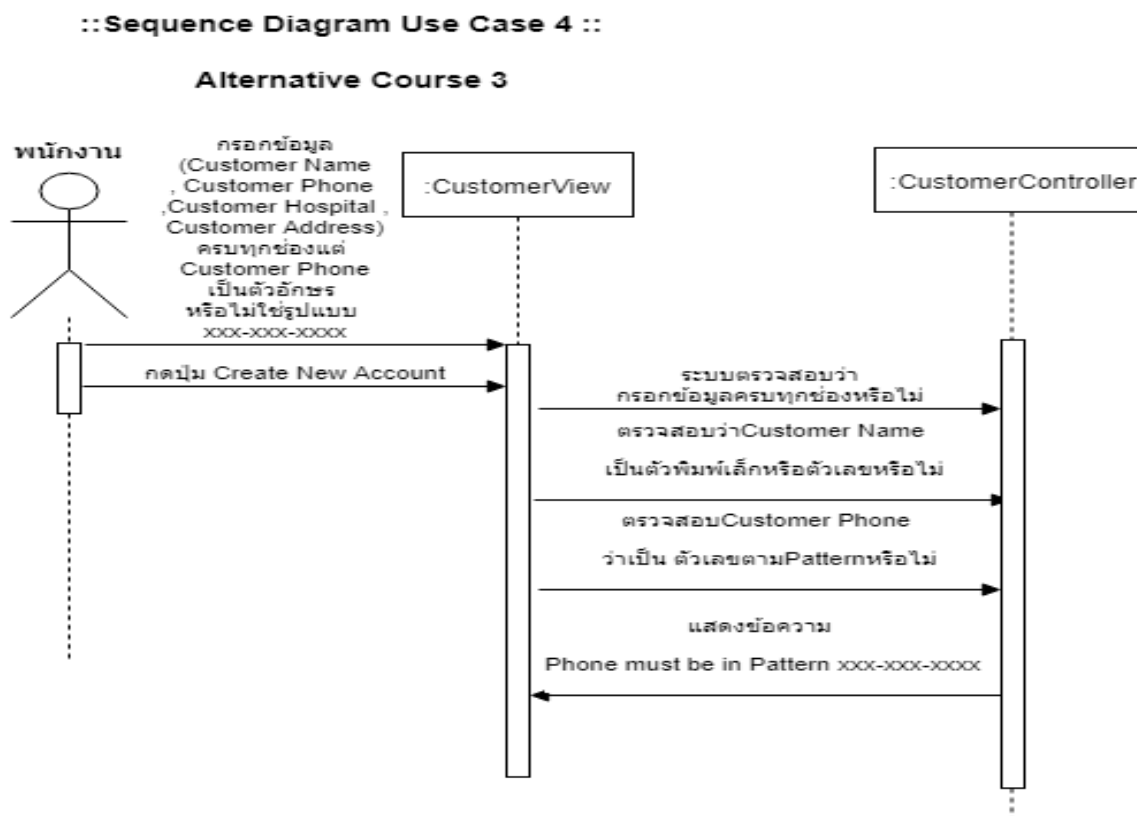 ::Sequence Diagram Use Case 4 ::
Alternative Course 3
พนักงาน
กรอกข้อมูล
(Customer Name
, Customer Phone
,Customer Hospital ,
Customer Address)
ครบทุกช่องแต่
Customer Phone
เป็นตัวอักษร
หรือไม่ใช่รูปแบบ
xxx-xxx-xxxx
:CustomerView
:CustomerController
กดปุ่ม Create New Account
ระบบตรวจสอบว่า
กรอกข้อมูลครบทุกช่องหรือไม่
ตรวจสอบว่าCustomer Name
เป็นตัวพิมพ์เล็กหรือตัวเลขหรือไม่
ตรวจสอบCustomer Phone
ว่าเป็น ตัวเลขตามPatternหรือไม่
แสดงข้อความ
Phone must be in Pattern xxx-xxx-xxxx